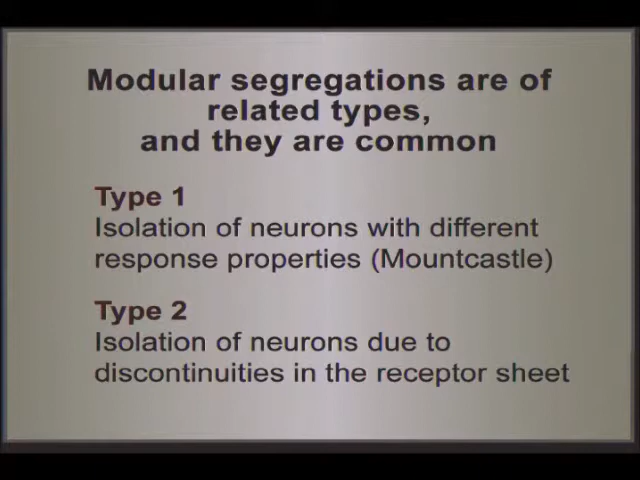 Modular segregations are of
related types,
and they are common
Type 1
Isolation of neurons with different
response properties (Mountcastle)
Type 2
Isolation of neurons due to
discontinuities in the receptor sheet